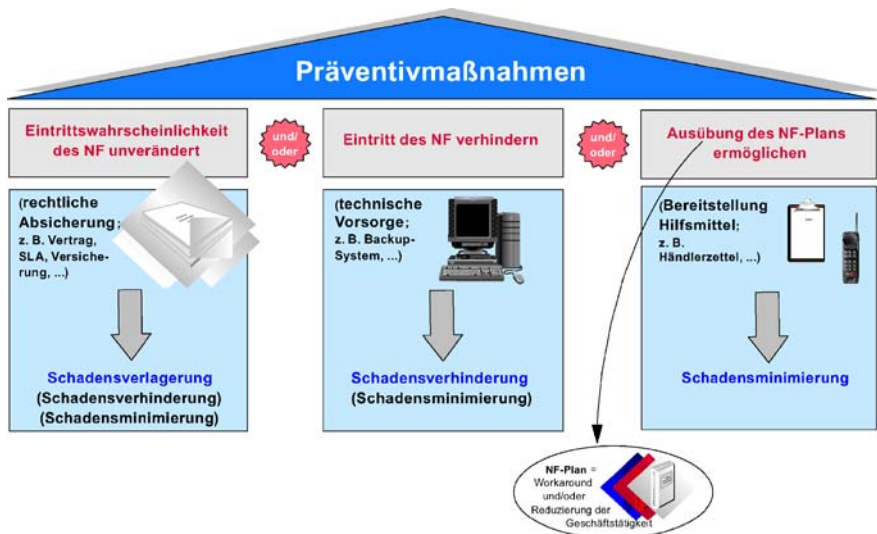 Präventivmaßnahmen
Eintrittswahrscheinlichkeit
des NF unverändert
und/
oder
Eintritt des NF verhindern
und/
oder
Ausübung des NF-Plans
ermöglichen
(rechtliche
Absicherung;
z. B. Vertrag,
SLA, Versiche-
rung, ...)
Schadensverlagerung
(Schadensverhinderung)
(Schadensminimierung)
(technische
Vorsorge;
z. B. Backup-
System, ...)
Schadensverhinderung
(Schadensminimierung)
(Bereitstellung
Hilfsmittel;
z. B.
Händlerzettel, ...)
Schadensminimierung
NF-Plan =
Workaround
und/oder
Reduzierung der
Geschäftstätigkeit